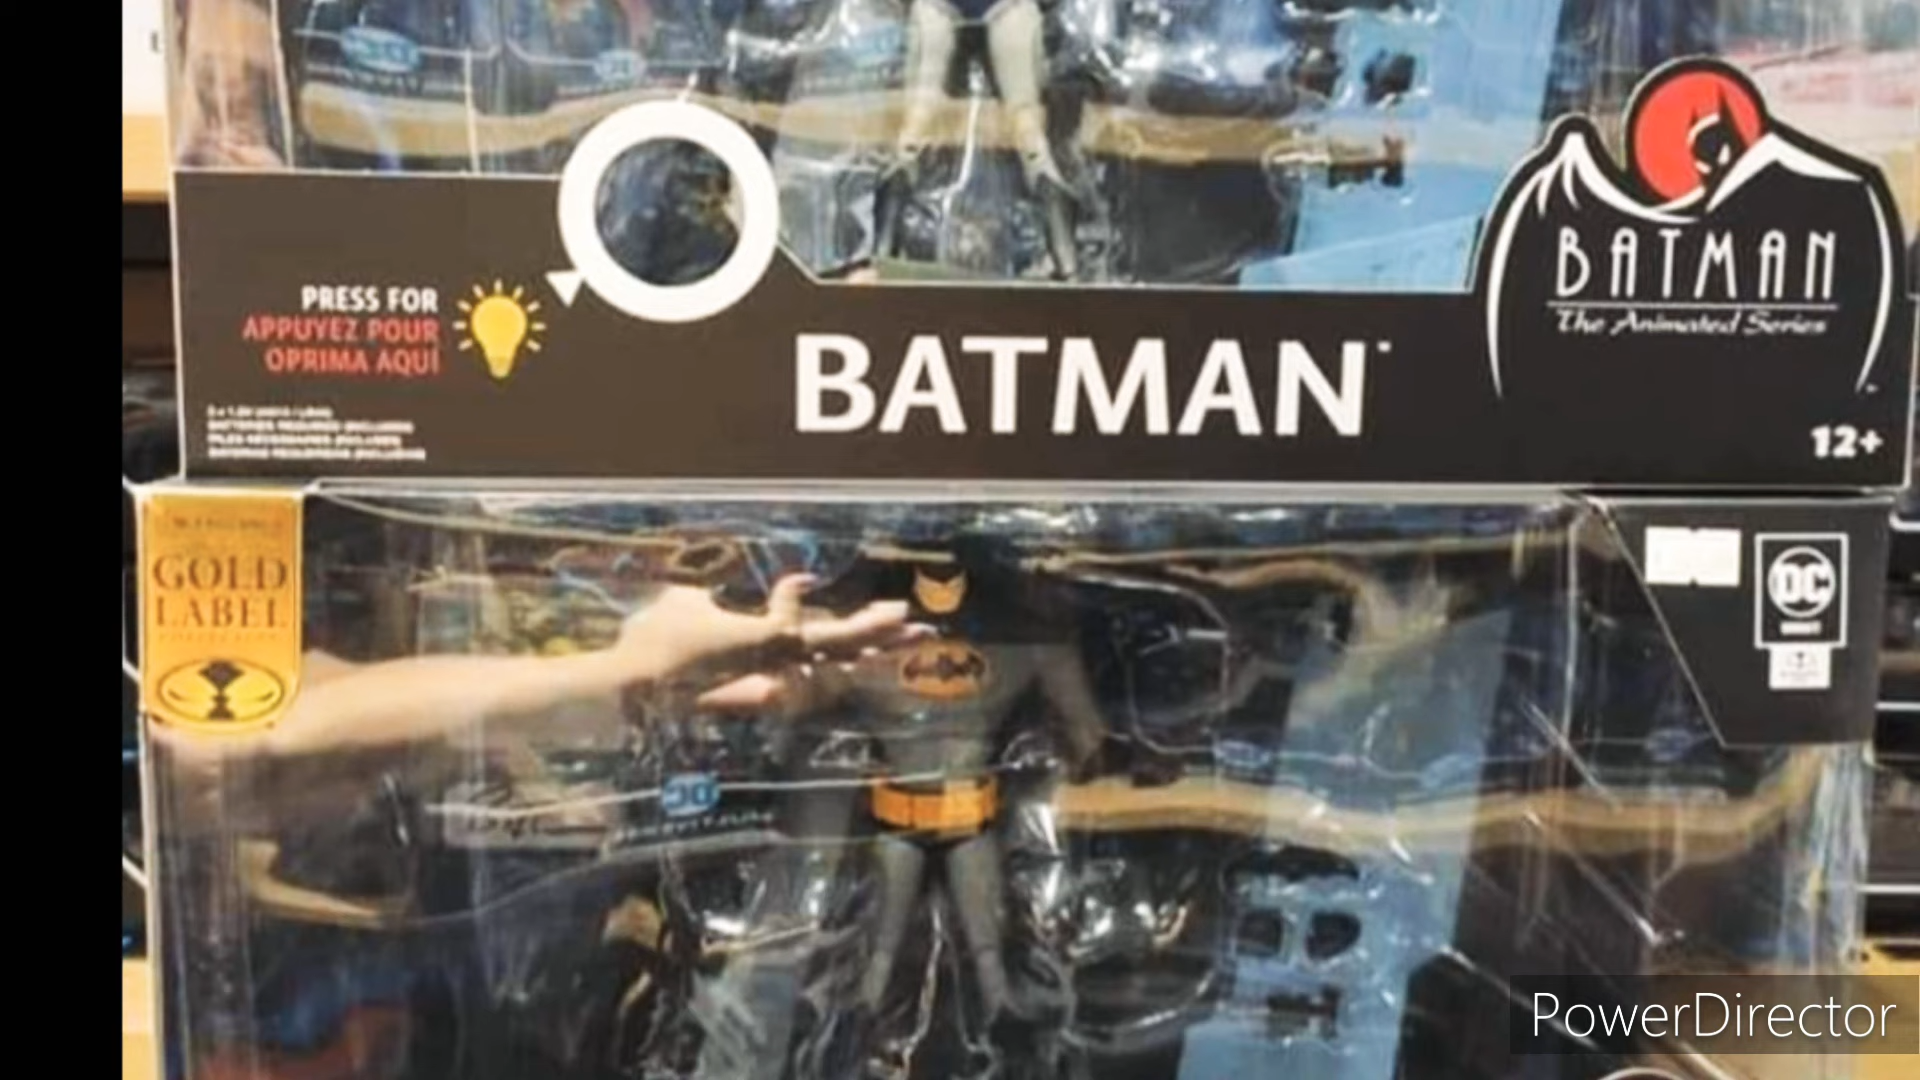 PRESS FOR
APPUYEZ POUR
OPRIMA AQUÍ
BATMAN
BATMAN
The Animated Series
12+
GOLD
LABEL
DC
PowerDirector